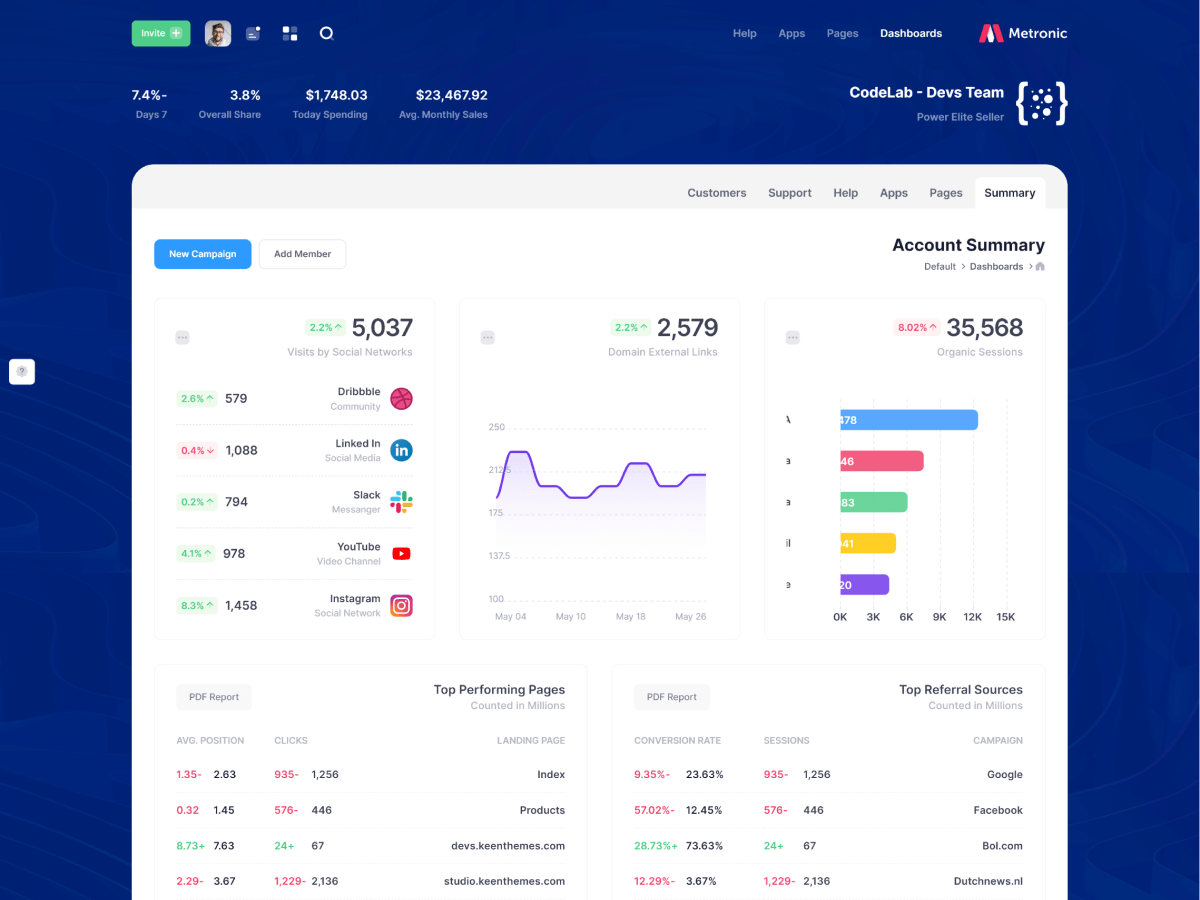 Invite
Help Apps Pages Dashboards Metronic
7.4%- 3.8% $1,748.03 $23,467.92
Days 7 Overall Share Today Spending Avg. Monthly Sales
CodeLab - Devs Team
Power Elite Seller
Customers Support Help Apps Pages Summary
New Campaign Add Member
Account Summary
Default > Dashboards >
2.2% 5,037
Visits by Social Networks
2.6% 579 Dribbble
Community
0.4% 1,088 Linked In
Social Media
0.2% 794 Slack
Messanger
4.1% 978 YouTube
Video Channel
8.3% 1,458 Instagram
Social Network
2.2% 2,579
Domain External Links
250
212.5
175
137.5
100
May 04 May 10 May 18 May 26
8.02% 35,568
Organic Sessions
478
46
83
41
20
0K 3K 6K 9K 12K 15K
PDF Report
Top Performing Pages
Counted in Millions
AVG. POSITION CLICKS LANDING PAGE
1.35- 2.63 935- 1,256 Index
0.32 1.45 576- 446 Products
8.73+ 7.63 24+ 67 devs.keenthemes.com
2.29- 3.67 1,229- 2,136 studio.keenthemes.com
PDF Report
Top Referral Sources
Counted in Millions
CONVERSION RATE SESSIONS CAMPAIGN
9.35%- 23.63% 935- 1,256 Google
57.02%- 12.45% 576- 446 Facebook
28.73%+ 73.63% 24+ 67 Bol.com
12.29%- 3.67% 1,229- 2,136 Dutchnews.nl